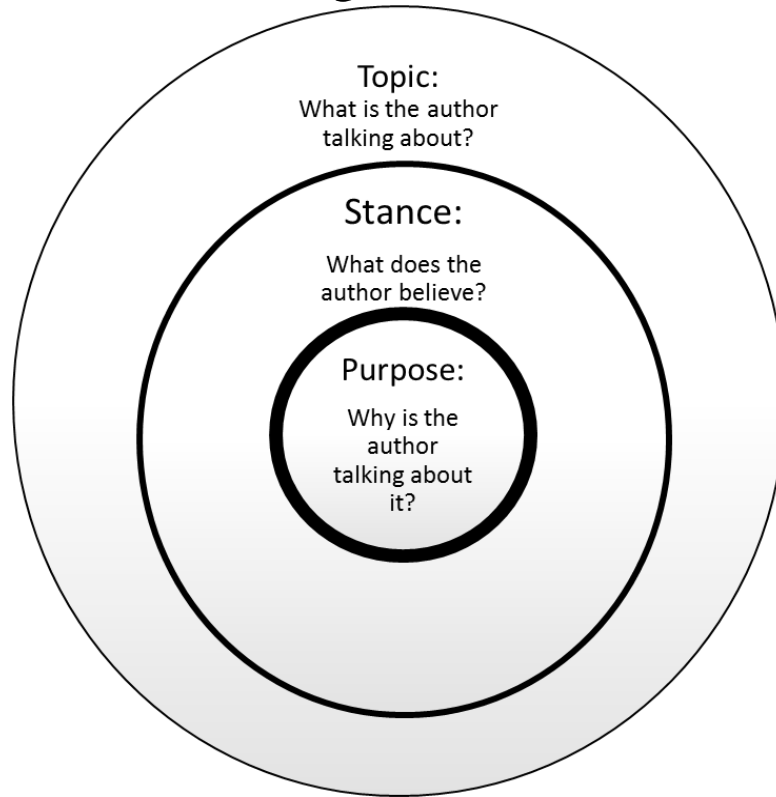 Topic:
What is the author
talking about?
Stance:
What does the
author believe?
Purpose:
Why is the
author
talking about
it?